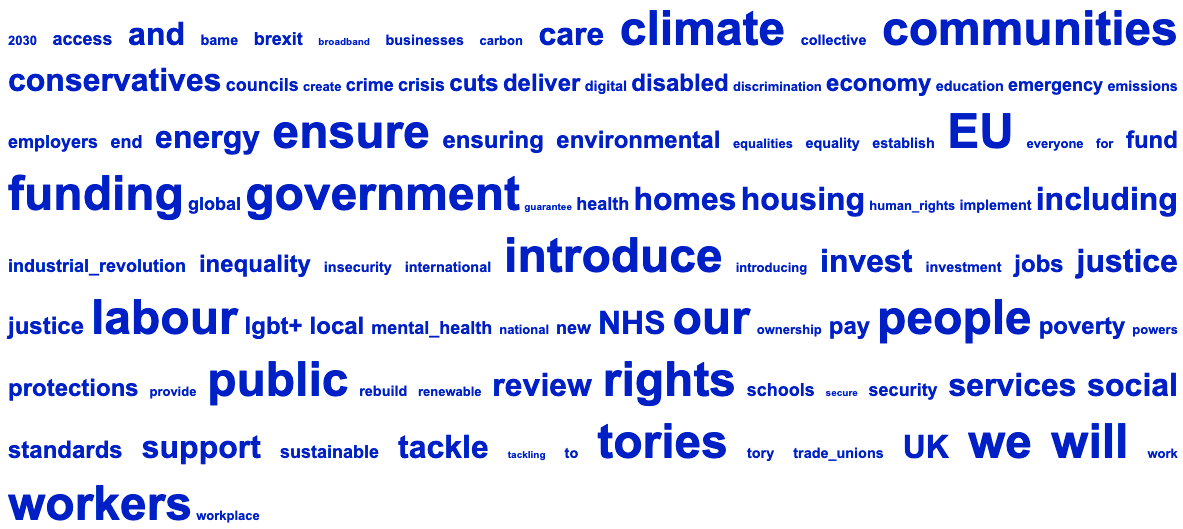 2030 access and bame brexit broadband businesses carbon care climate collective communities
conservatives councils create crime crisis cuts deliver digital disabled discrimination economy education emergency emissions
employers end energy ensure ensuring environmental equalities equality establish EU everyone for fund
funding global government guarantee health homes housing human_rights implement including
industrial_revolution inequality insecurity international introduce introducing invest investment jobs justice
justice labour lgbt+ local mental_health national new NHS our ownership pay people poverty powers
protections provide public rebuild renewable review rights schools secure security services social
standards support sustainable tackle tackling to tories tory trade_unions UK we will work
workers workplace